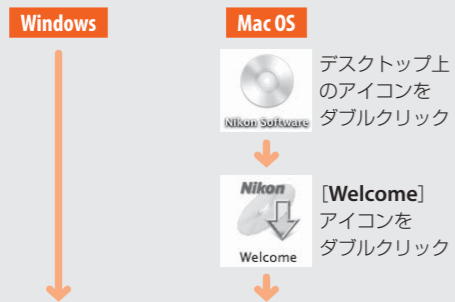 Windows
Mac OS
デスクトップ上
のアイコンを
ダブルクリック
Nikon Software
Nikon
Welcome
[Welcome]
アイコンを
ダブルクリック